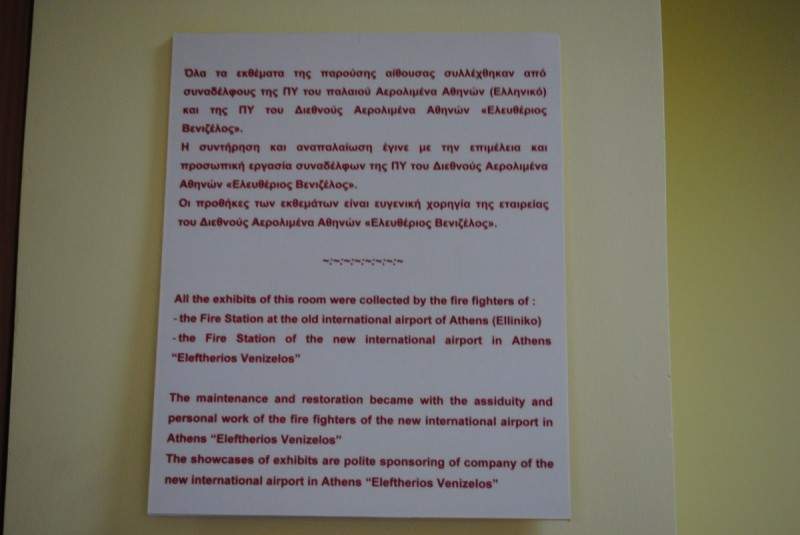 Όλα τα εκθέματα της παρούσης αίθουσας συλλέχθηκαν από
συναδέλφους της ΠΥ του παλαιού Αερολιμένα Αθηνών (Ελληνικό)
και της ΠΥ του Διεθνούς Αερολιμένα Αθηνών «Ελευθέριος
Βενιζέλος».
Η συντήρηση και αναπαλαίωση έγινε με την επιμέλεια και
προσωπική εργασία συναδέλφων της ΠΥ του Διεθνούς Αερολιμένα
Αθηνών «Ελευθέριος Βενιζέλος».
Οι προθήκες των εκθεμάτων είναι ευγενική χορηγία της εταιρείας
του Διεθνούς Αερολιμένα Αθηνών «Ελευθέριος Βενιζέλος».
~:~:~:~:~:~:~:~
All the exhibits of this room were collected by the fire fighters of :
- the Fire Station at the old international airport of Athens (Elliniko)
- the Fire Station of the new international airport in Athens
“Eleftherios Venizelos”
The maintenance and restoration became with the assiduity and
personal work of the fire fighters of the new international airport in
Athens “Eleftherios Venizelos”
The showcases of exhibits are polite sponsoring of company of the
new international airport in Athens “Eleftherios Venizelos”